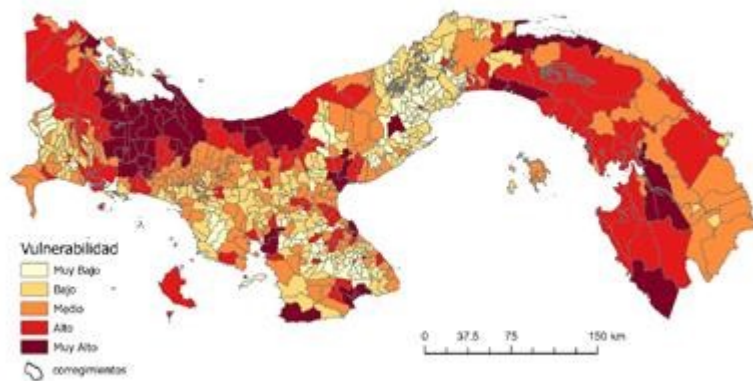 Vulnerabilidad
Muy Bajo
Bajo
Medio
Alto
Muy Alto
corregimientos
0 37.5 75 150 km